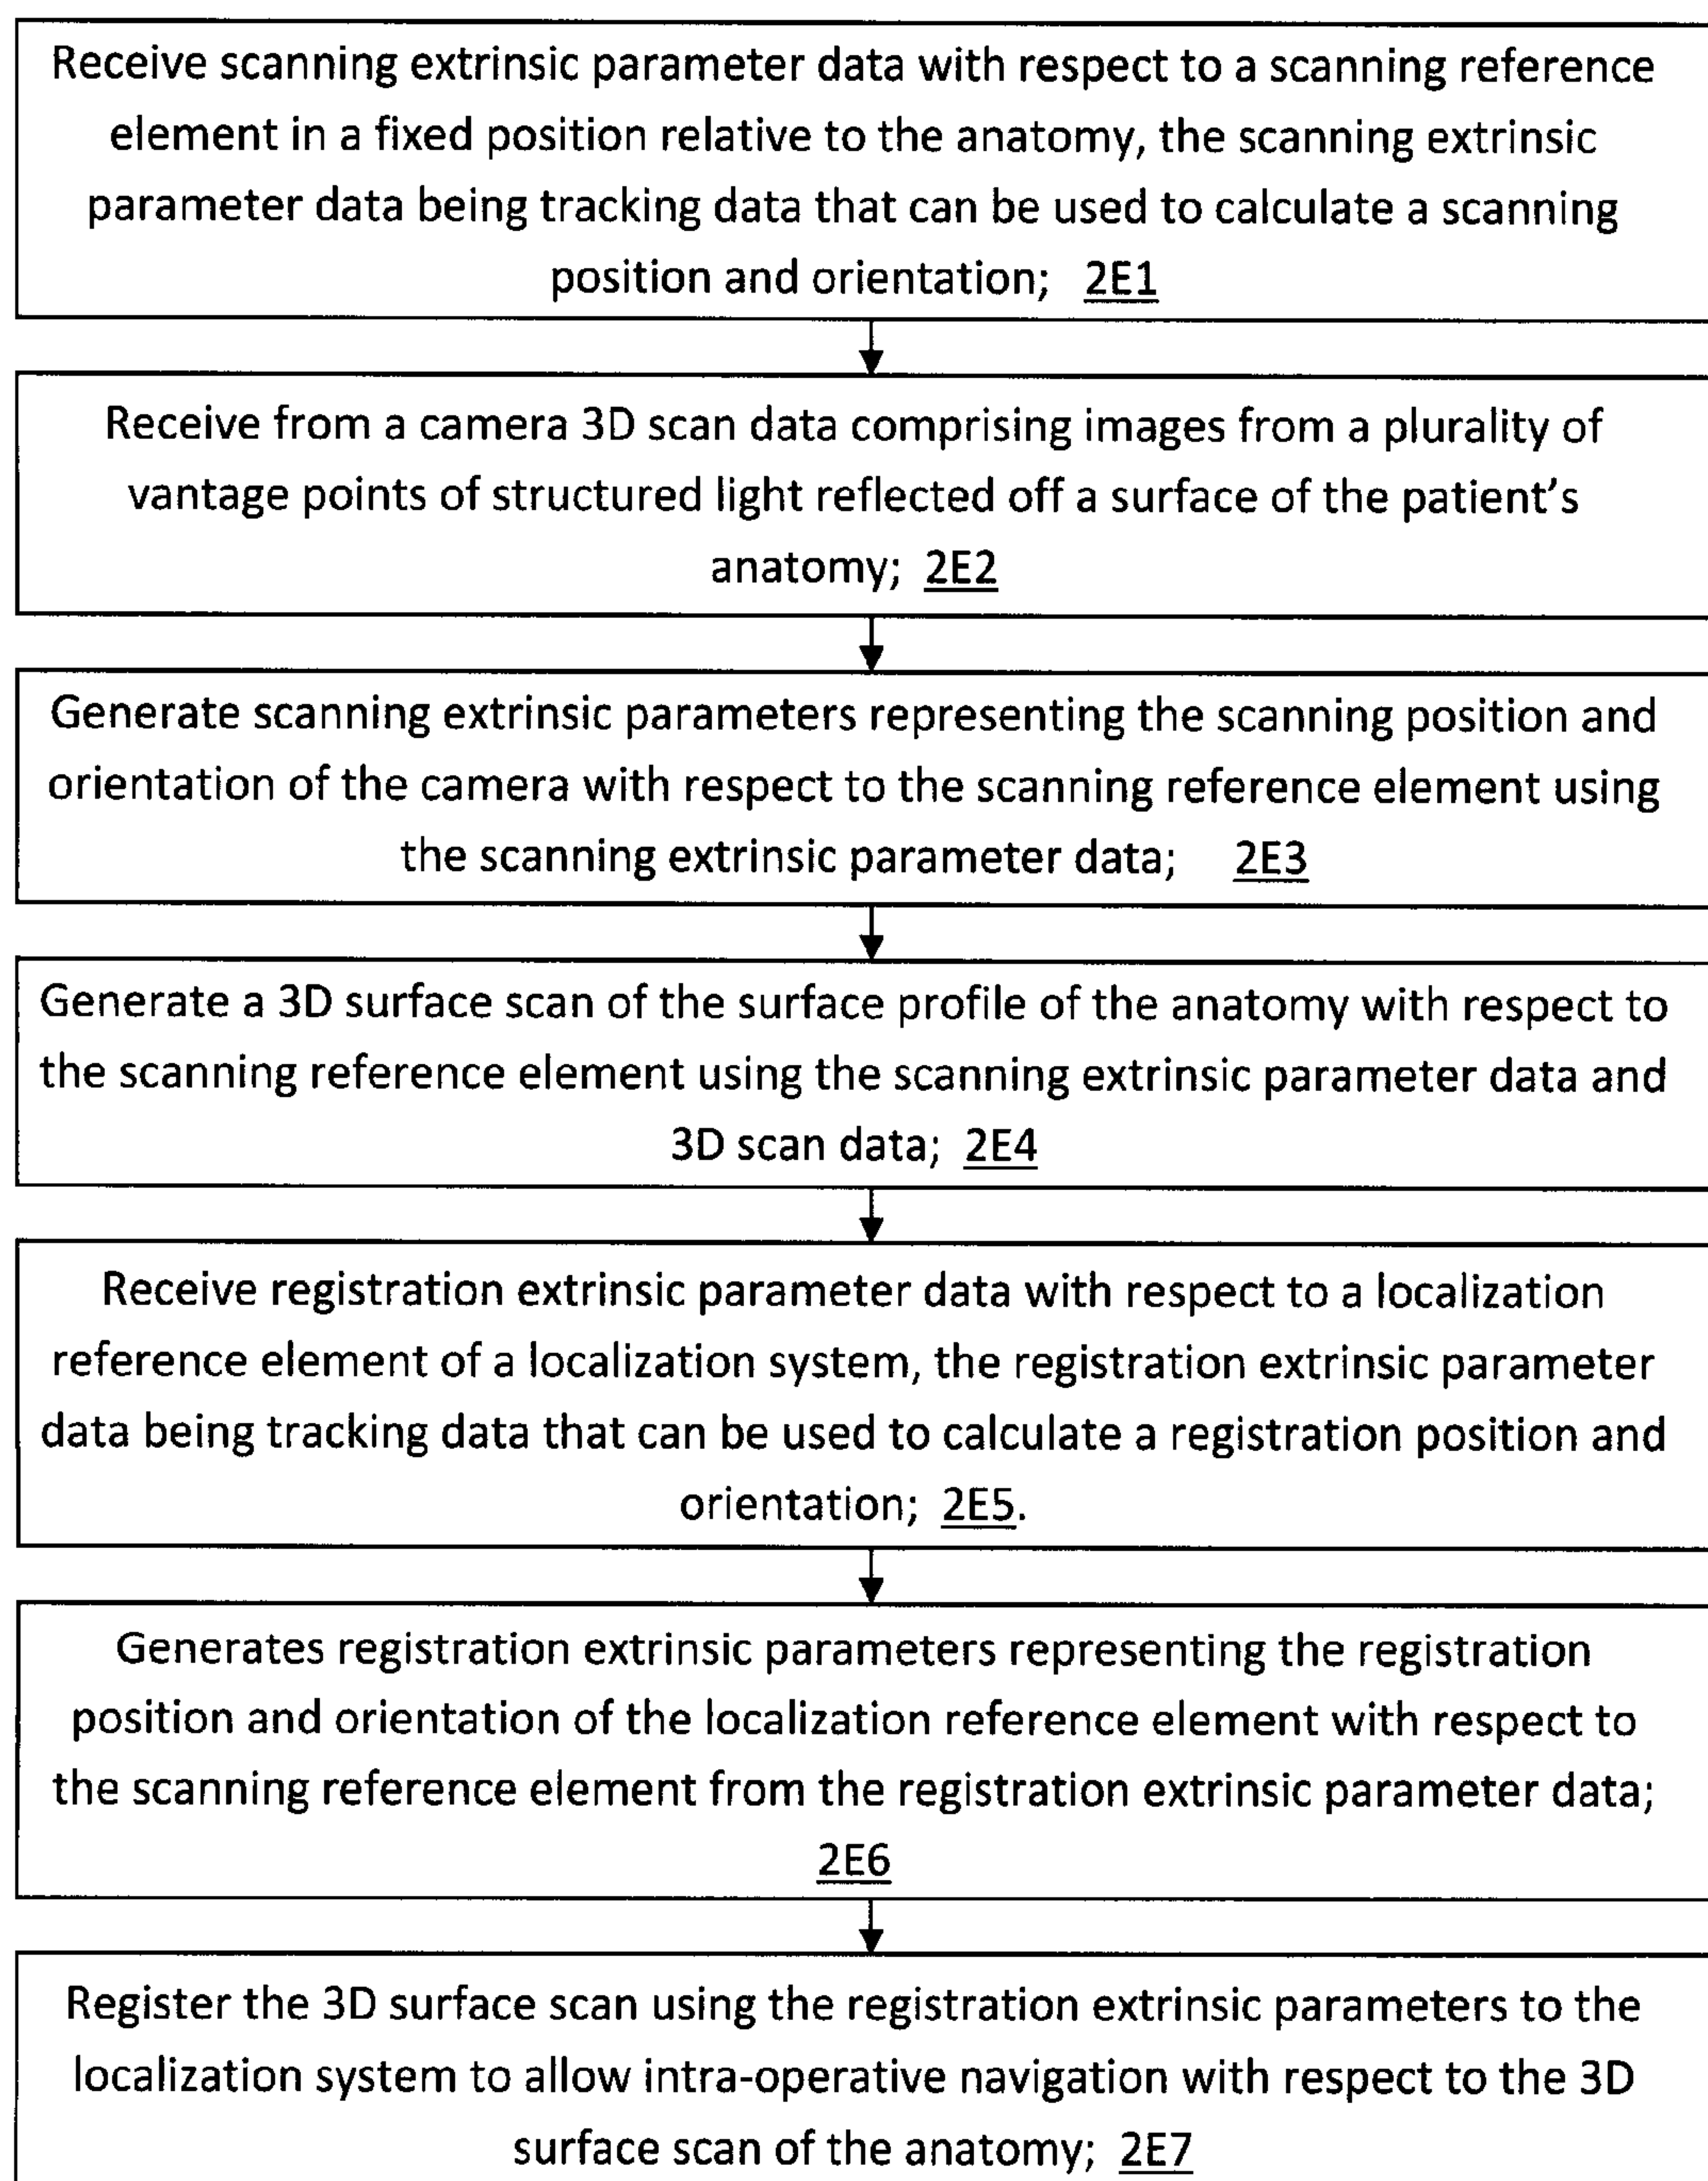 Receive scanning extrinsic parameter data with respect to a scanning reference
element in a fixed position relative to the anatomy, the scanning extrinsic
parameter data being tracking data that can be used to calculate a scanning
position and orientation; 2E1
Receive from a camera 3D scan data comprising images from a plurality of
vantage points of structured light reflected off a surface of the patient's
anatomy; 2E2
Generate scanning extrinsic parameters representing the scanning position and
orientation of the camera with respect to the scanning reference element using
the scanning extrinsic parameter data; 2E3
Generate a 3D surface scan of the surface profile of the anatomy with respect to
the scanning reference element using the scanning extrinsic parameter data and
3D scan data; 2E4
Receive registration extrinsic parameter data with respect to a localization
reference element of a localization system, the registration extrinsic parameter
data being tracking data that can be used to calculate a registration position and
orientation; 2E5.
Generates registration extrinsic parameters representing the registration
position and orientation of the localization reference element with respect to
the scanning reference element from the registration extrinsic parameter data;
2E6
Register the 3D surface scan using the registration extrinsic parameters to the
localization system to allow intra-operative navigation with respect to the 3D
surface scan of the anatomy; 2E7